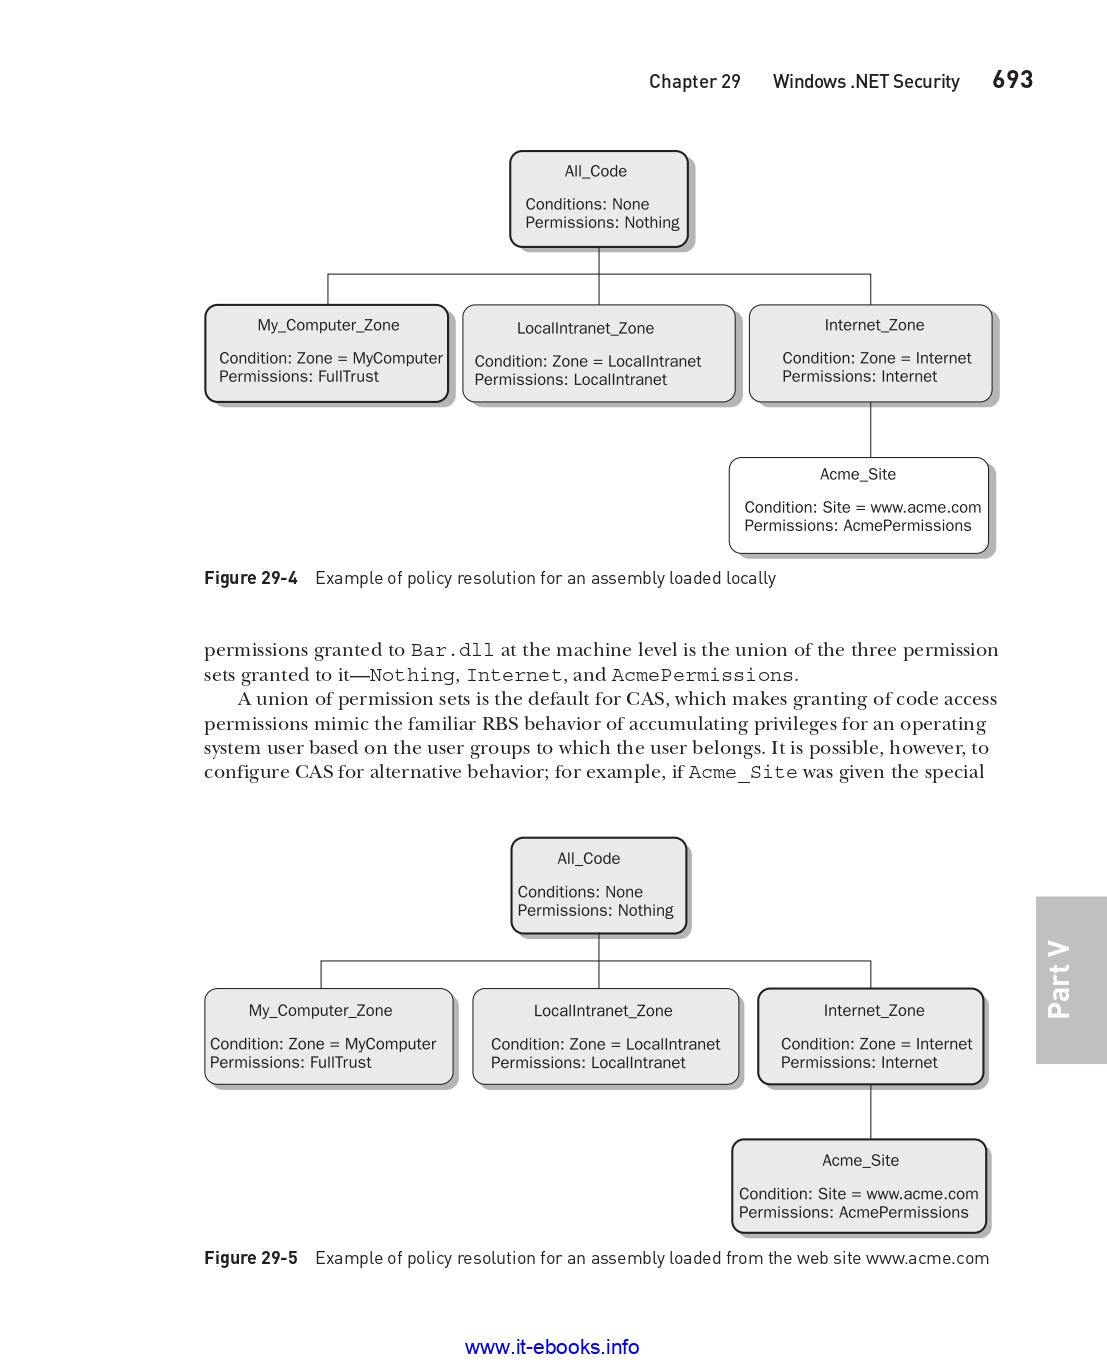 Chapter 29 Windows .NET Security 693
All_Code
Conditions: None
Permissions: Nothing
My_Computer_Zone
Condition: Zone = MyComputer
Permissions: FullTrust
LocalIntranet_Zone
Condition: Zone = LocalIntranet
Permissions: LocalIntranet
Internet_Zone
Condition: Zone = Internet
Permissions: Internet
Acme_Site
Condition: Site = www.acme.com
Permissions: AcmePermissions
Figure 29-4 Example of policy resolution for an assembly loaded locally
permissions granted to Bar.dll at the machine level is the union of the three permission
sets granted to it—Nothing, Internet, and AcmePermissions.
A union of permission sets is the default for CAS, which makes granting of code access
permissions mimic the familiar RBS behavior of accumulating privileges for an operating
system user based on the user groups to which the user belongs. It is possible, however, to
configure CAS for alternative behavior; for example, if Acme_Site was given the special
All_Code
Conditions: None
Permissions: Nothing
My_Computer_Zone
Condition: Zone = MyComputer
Permissions: FullTrust
LocalIntranet_Zone
Condition: Zone = LocalIntranet
Permissions: LocalIntranet
Internet_Zone
Condition: Zone = Internet
Permissions: Internet
Acme_Site
Condition: Site = www.acme.com
Permissions: AcmePermissions
Part V
Figure 29-5 Example of policy resolution for an assembly loaded from the web site www.acme.com
www.it-ebooks.info